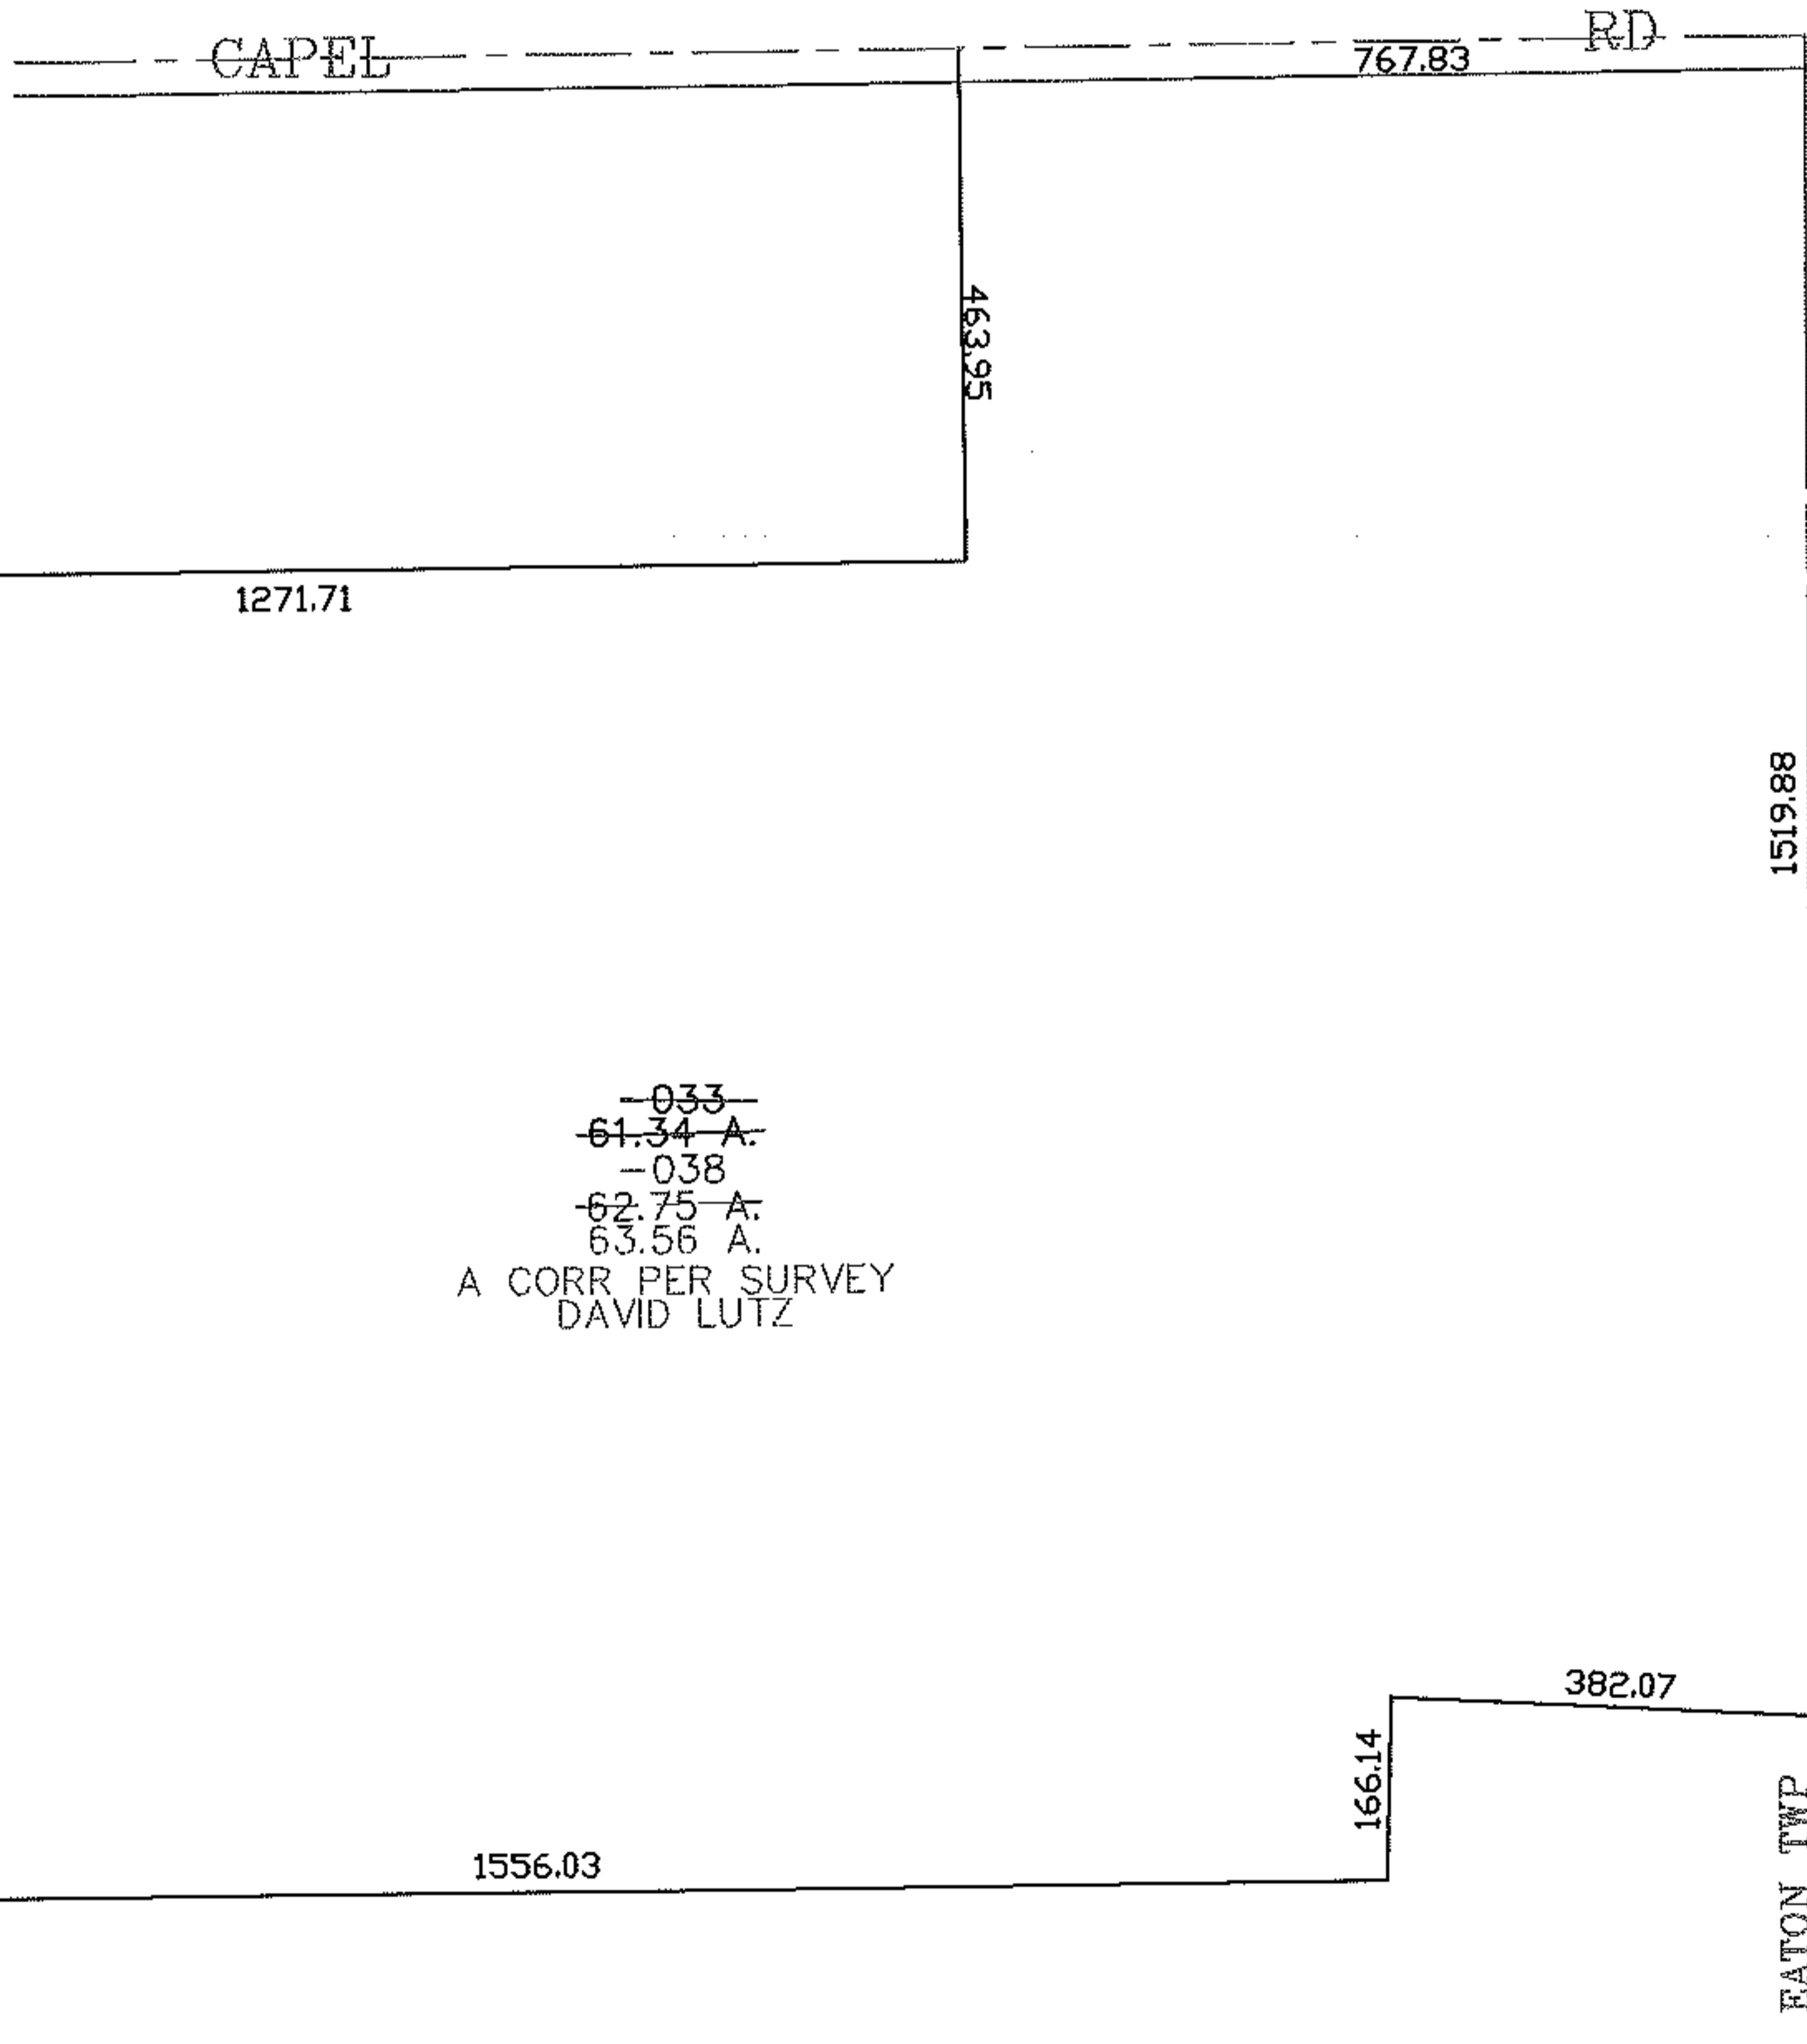 CAPEL RD
767.83
463.95
1271.71
1519.88
-033
61.34 A.
-038
62.75 A.
63.56 A.
A CORR PER SURVEY
DAVID LUTZ
382.07
166.14
1556.03
EATON TWP